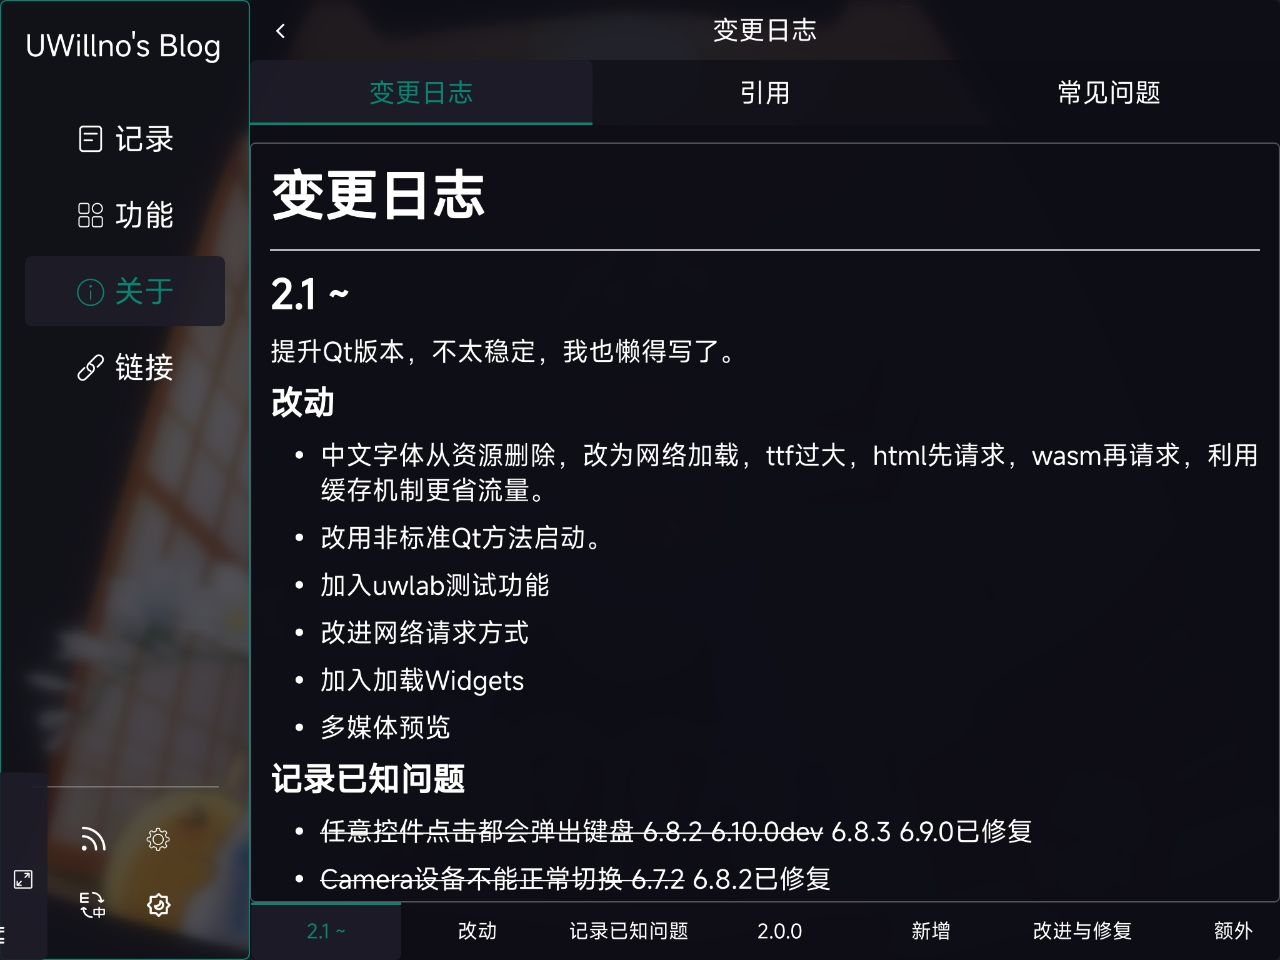 UWillno's Blog
记录
功能
关于
链接
变更日志
变更日志
引用
常见问题
变更日志
2.1 ~
提升Qt版本，不太稳定，我也懒得写了。
改动
• 中文字体从资源删除，改为网络加载，ttf过大，html先请求，wasm再请求，利用
缓存机制更省流量。
• 改用非标准Qt方法启动。
• 加入uwlab测试功能
• 改进网络请求方式
• 加入加载Widgets
• 多媒体预览
记录已知问题
• 任意控件点击都会弹出键盘 6.8.2 6.10.0dev 6.8.3 6.9.0已修复
• Camera设备不能正常切换 6.7.2 6.8.2已修复
2.1 ~
改动
记录已知问题
2.0.0
新增
改进与修复
额外
E
中